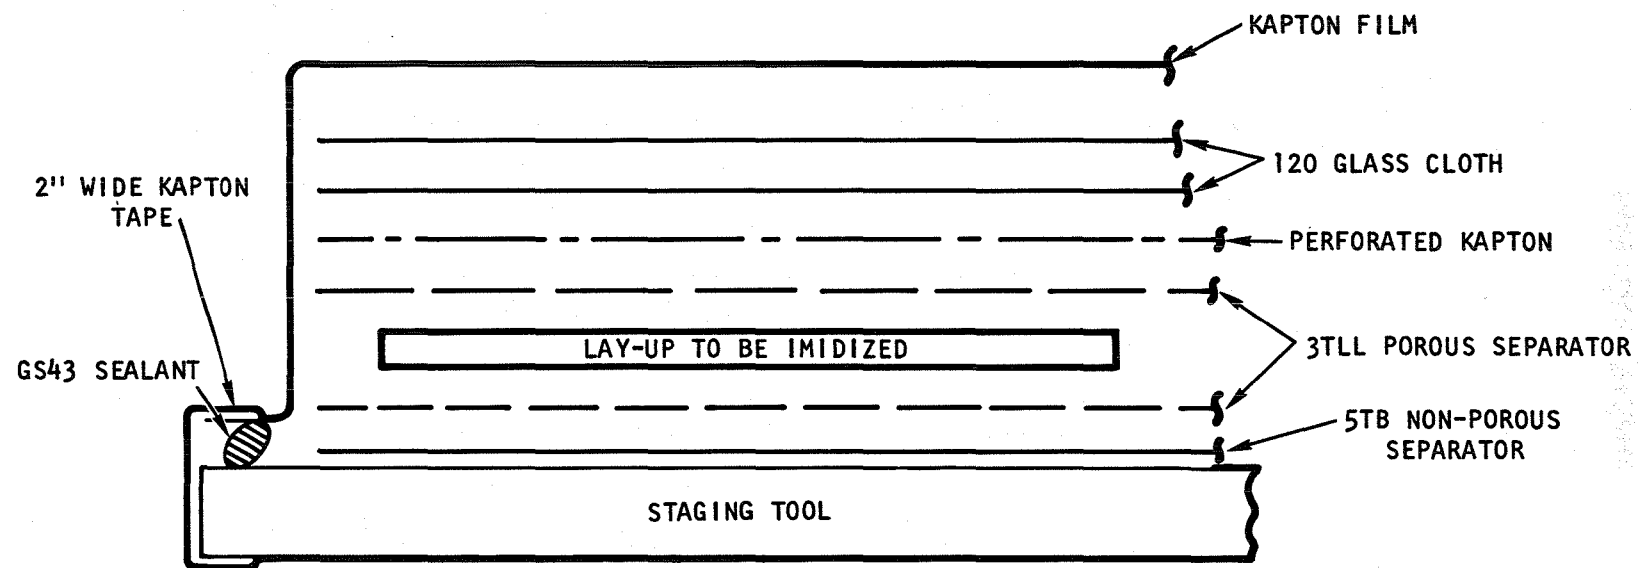 KAPTON FILM
120 GLASS CLOTH
2" WIDE KAPTON
TAPE
PERFORATED KAPTON
LAY-UP TO BE IMIDIZED
3TLL POROUS SEPARATOR
GS43 SEALANT
5TB NON-POROUS
SEPARATOR
STAGING TOOL